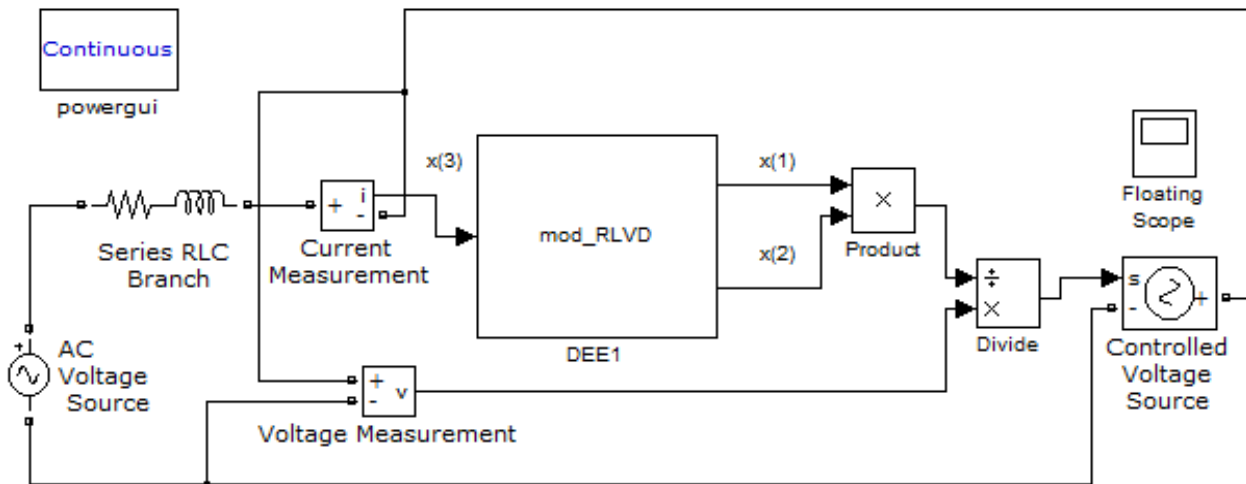 Continuous
powergui
x(3)
x(1)
x(2)
i
+
-
mod_RLVD
×
Product
Floating
Scope
Series RLC
Branch
Current
Measurement
÷
×
s
-
+
DEE1
Divide
Controlled
Voltage
Source
+
AC
Voltage
Source
+
-
v
Voltage Measurement